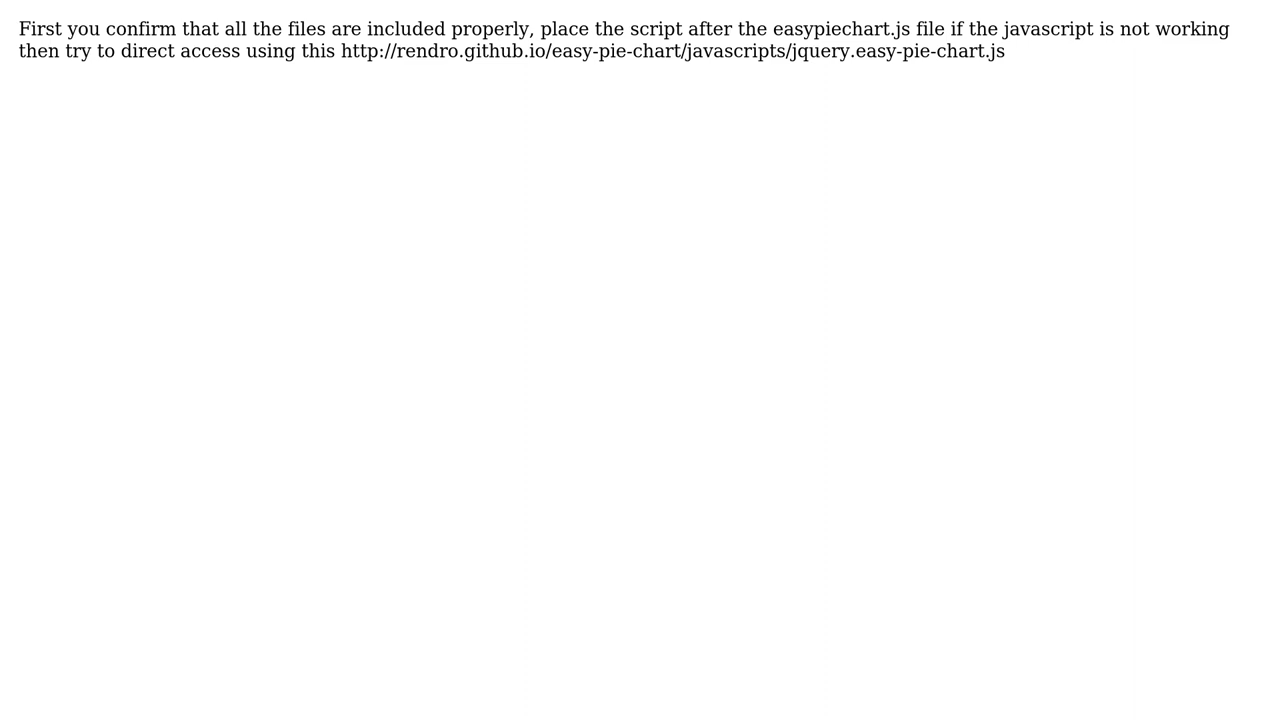 First you confirm that all the files are included properly, place the script after the easypiechart.js file if the javascript is not working
then try to direct access using this http://rendro.github.io/easy-pie-chart/javascripts/jquery.easy-pie-chart.js